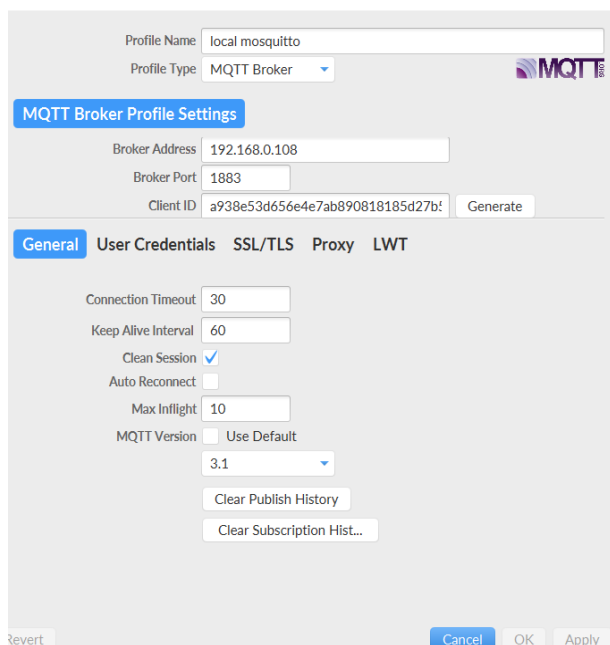 Profile Name local mosquitto
Profile Type MQTT Broker
MQTT
MQTT Broker Profile Settings
Broker Address 192.168.0.108
Broker Port 1883
Client ID a938e53d656e4e7ab890818185d27b Generate
General User Credentials SSL/TLS Proxy LWT
Connection Timeout 30
Keep Alive Interval 60
Clean Session
Auto Reconnect
Max Inflight 10
MQTT Version Use Default
3.1
Clear Publish History
Clear Subscription Hist...
Revert Cancel OK Apply